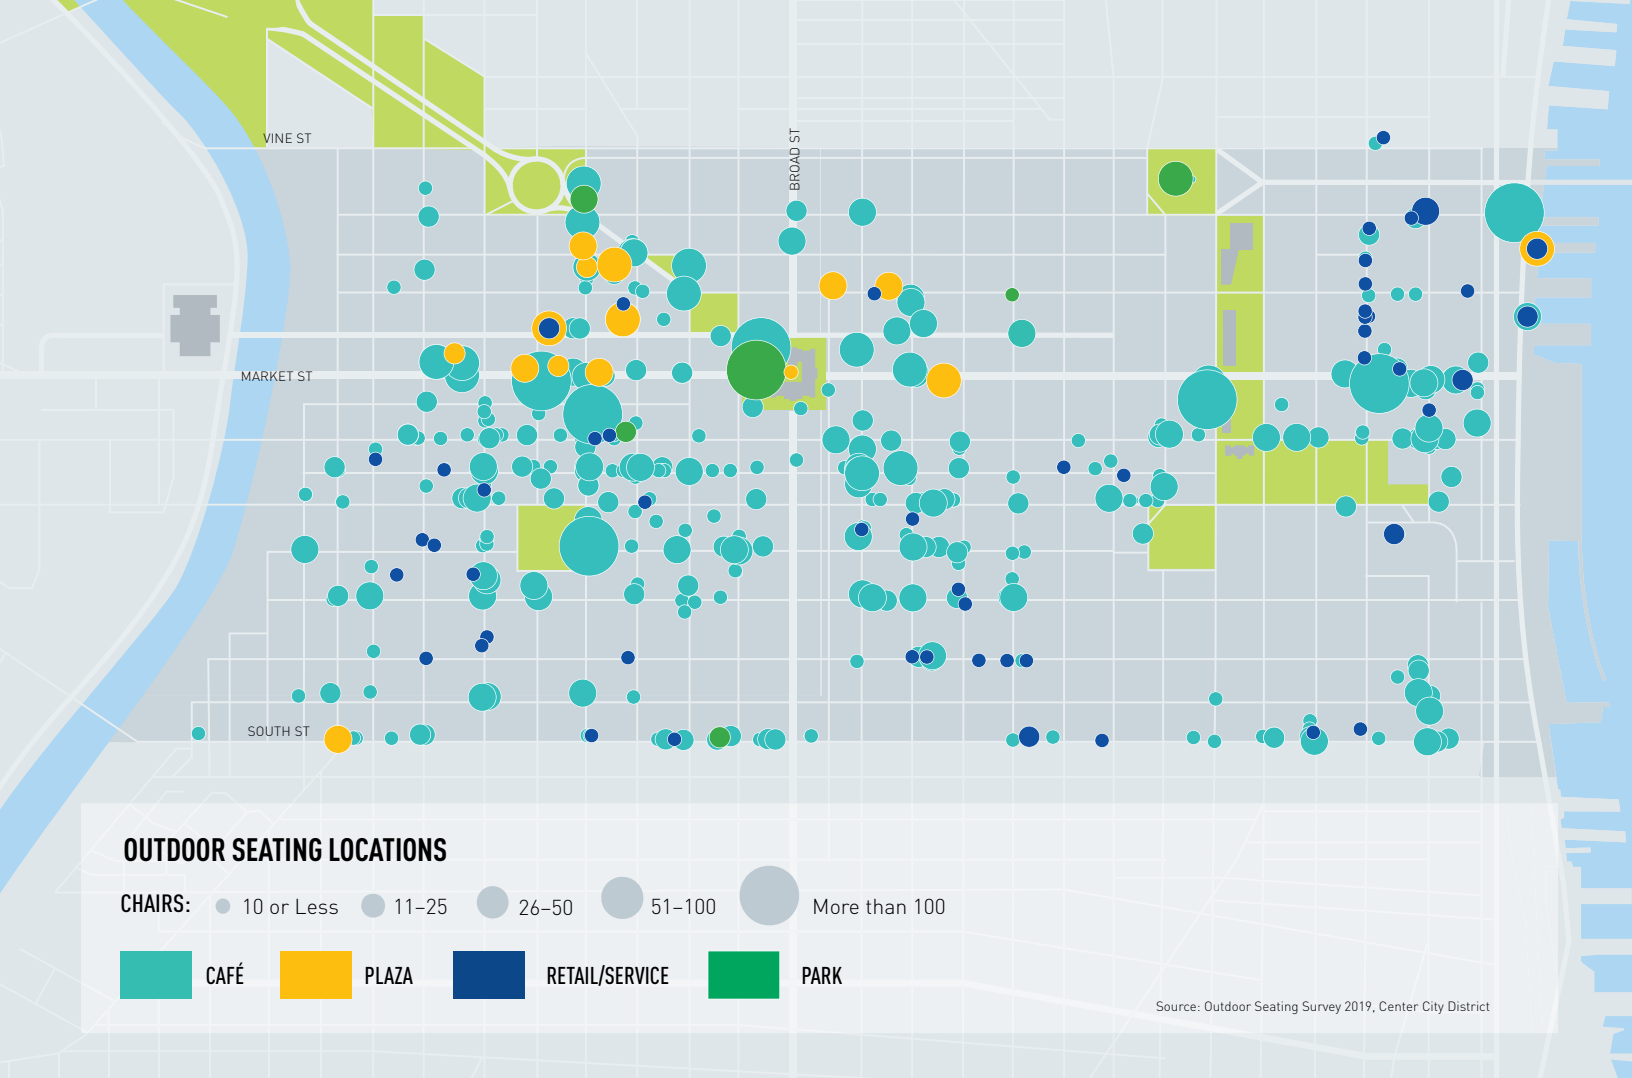 VINE ST
BROAD ST
MARKET ST
SOUTH ST
OUTDOOR SEATING LOCATIONS
CHAIRS: 10 or Less 11–25 26–50 51–100 More than 100
CAFÉ PLAZA RETAIL/SERVICE PARK
Source: Outdoor Seating Survey 2019, Center City District